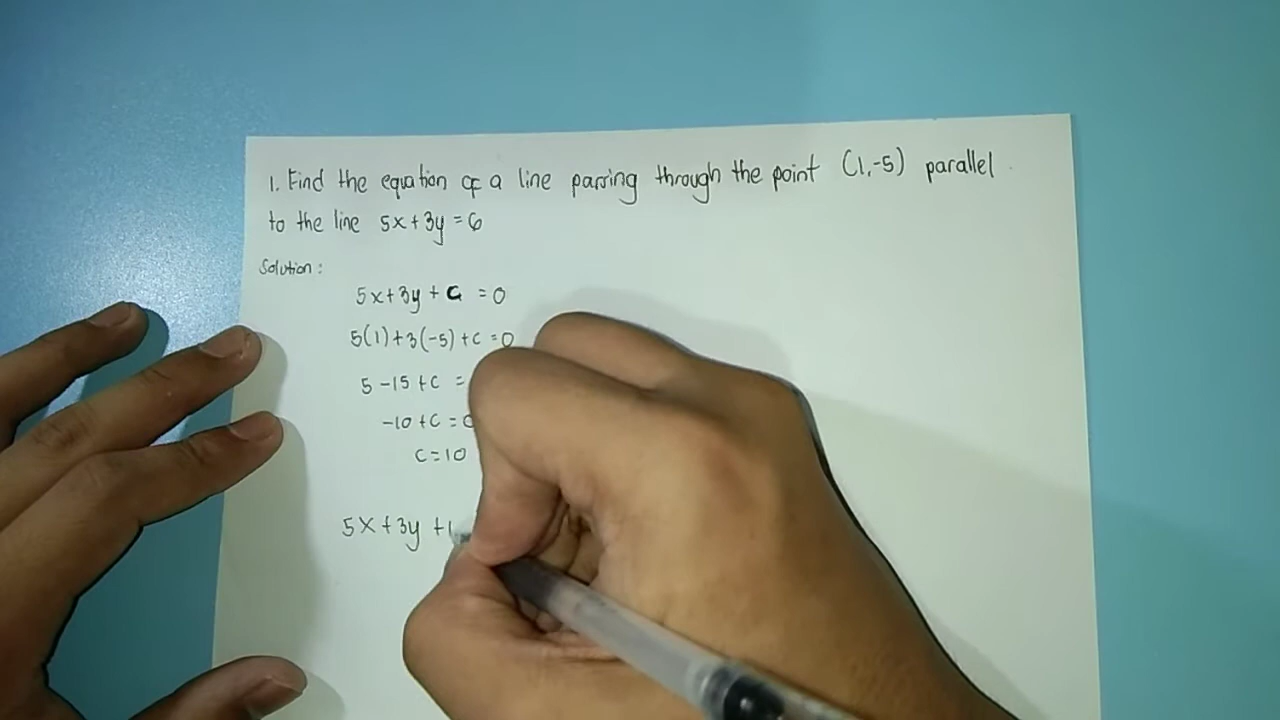 1. Find the equation of a line passing through the point (1,-5) parallel
to the line 5x+3y=6
Solution:
5x+3y+C=0
5(1)+3(-5)+C=0
5-15+C=
-10+C=0
C=10
5x+3y+1